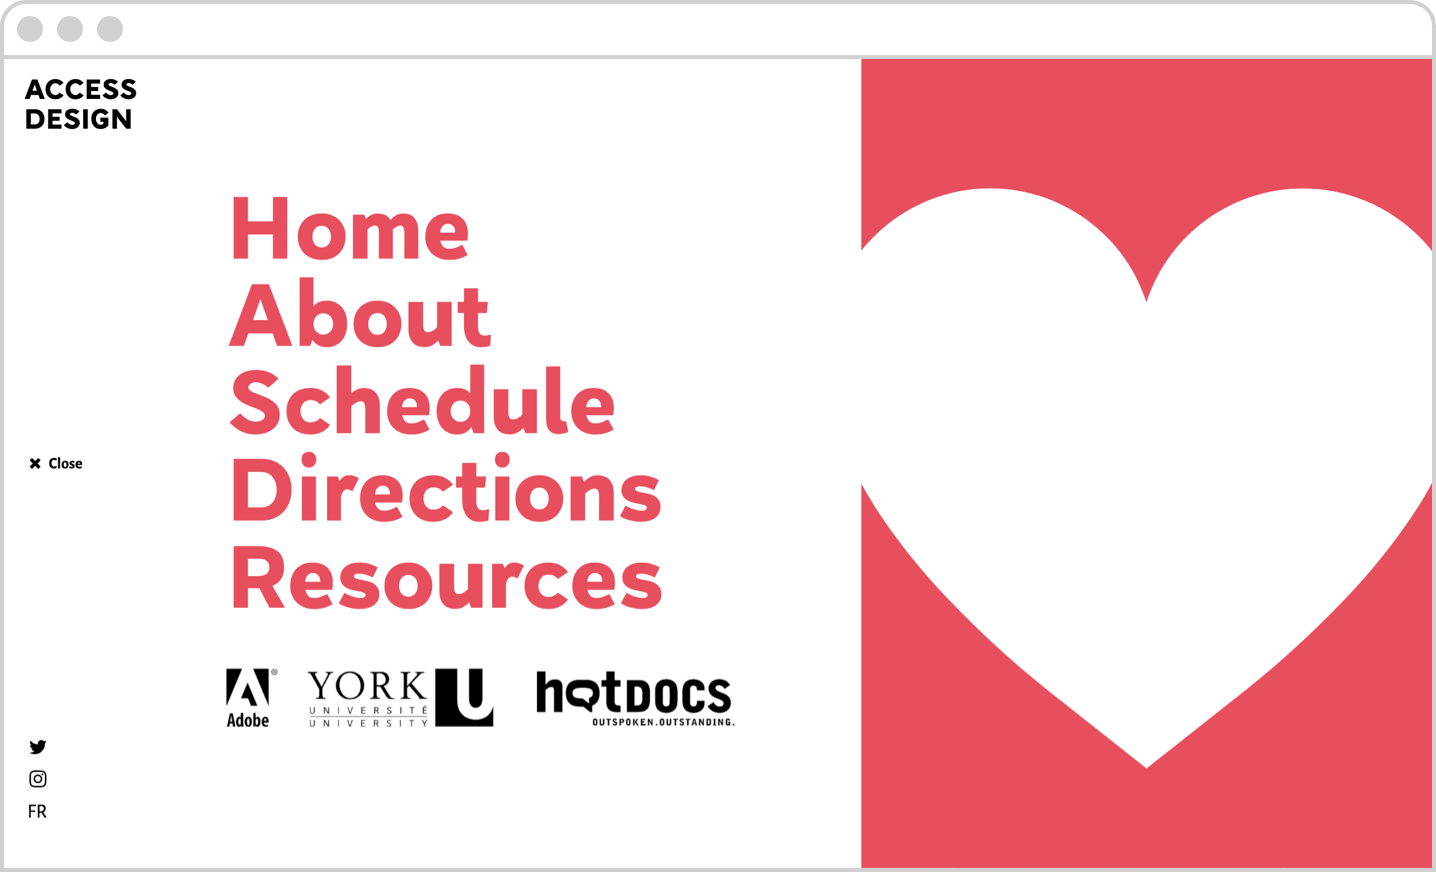 ACCESS
DESIGN
Home
About
Schedule
Directions
Resources
Close
Adobe
YORK U
UNIVERSITÉ
UNIVERSITY
hotDOCS
OUTSPOKEN.OUTSTANDING.
FR